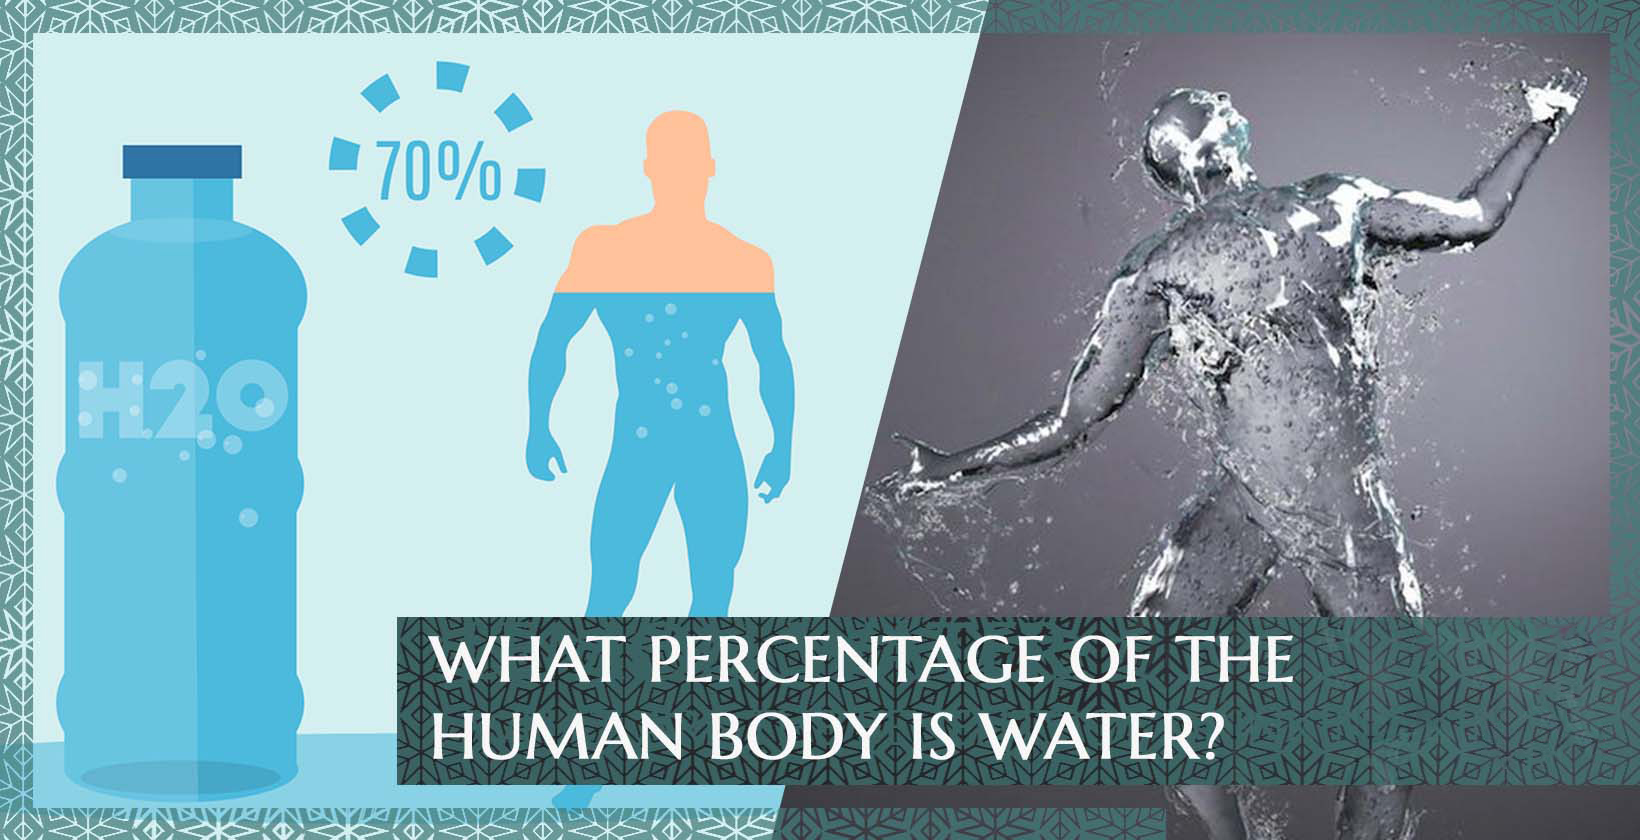 70%
H2O
WHAT PERCENTAGE OF THE
HUMAN BODY IS WATER?